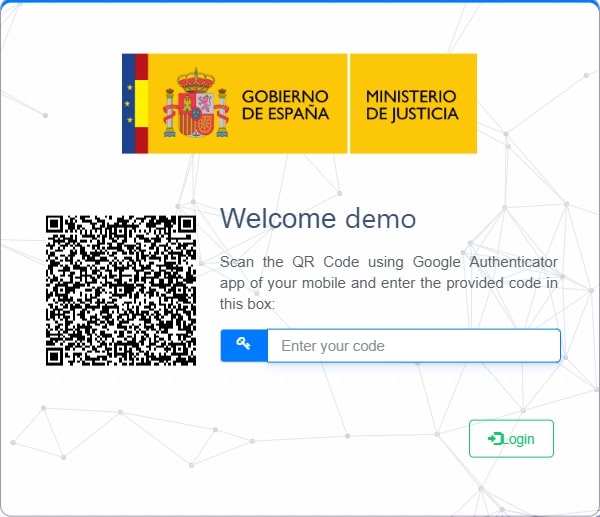 GOBIERNO
DE ESPAÑA
MINISTERIO
DE JUSTICIA
Welcome demo
Scan the QR Code using Google Authenticator
app of your mobile and enter the provided code in
this box:
Enter your code
Login